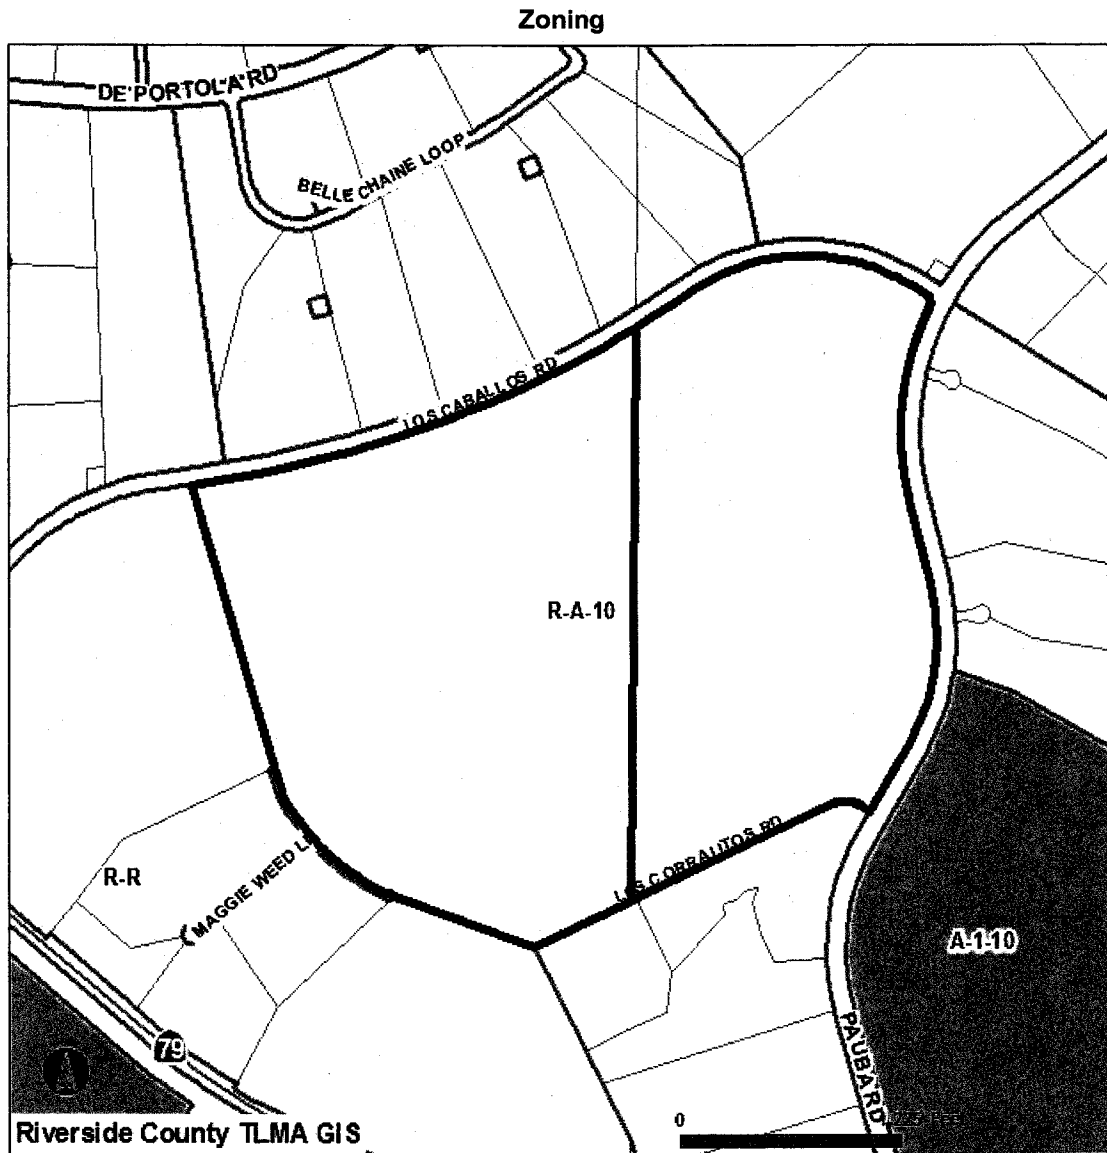 Zoning
DE PORTOLA RD
BELLE CHAINE LOOP
LOS CABALLOS RD
R-A-10
LOS CORRALITOS RD
R-R
MAGGIE WEED L
A-1-10
79
PAUBA RD
0
Riverside County TLMA GIS